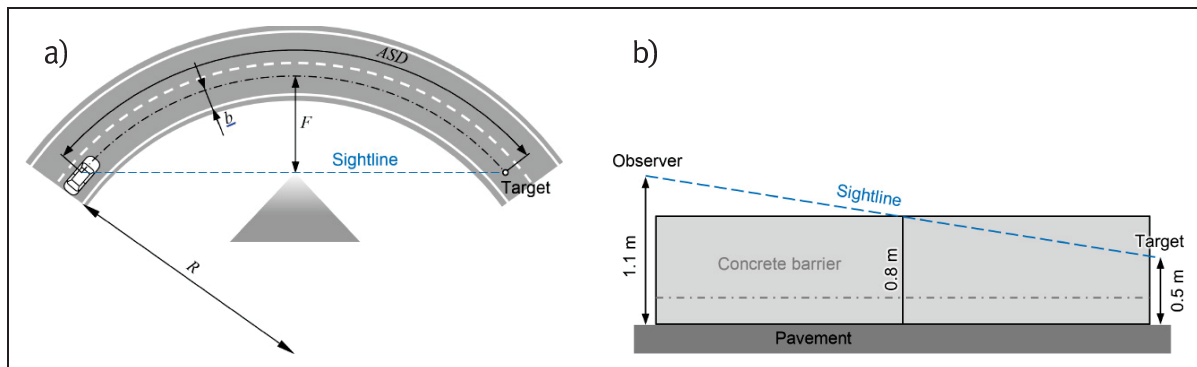 a)
ASD
b
F
Sightline
Target
R
b)
Observer
Sightline
Target
1.1 m
Concrete barrier
0.8 m
0.5 m
Pavement